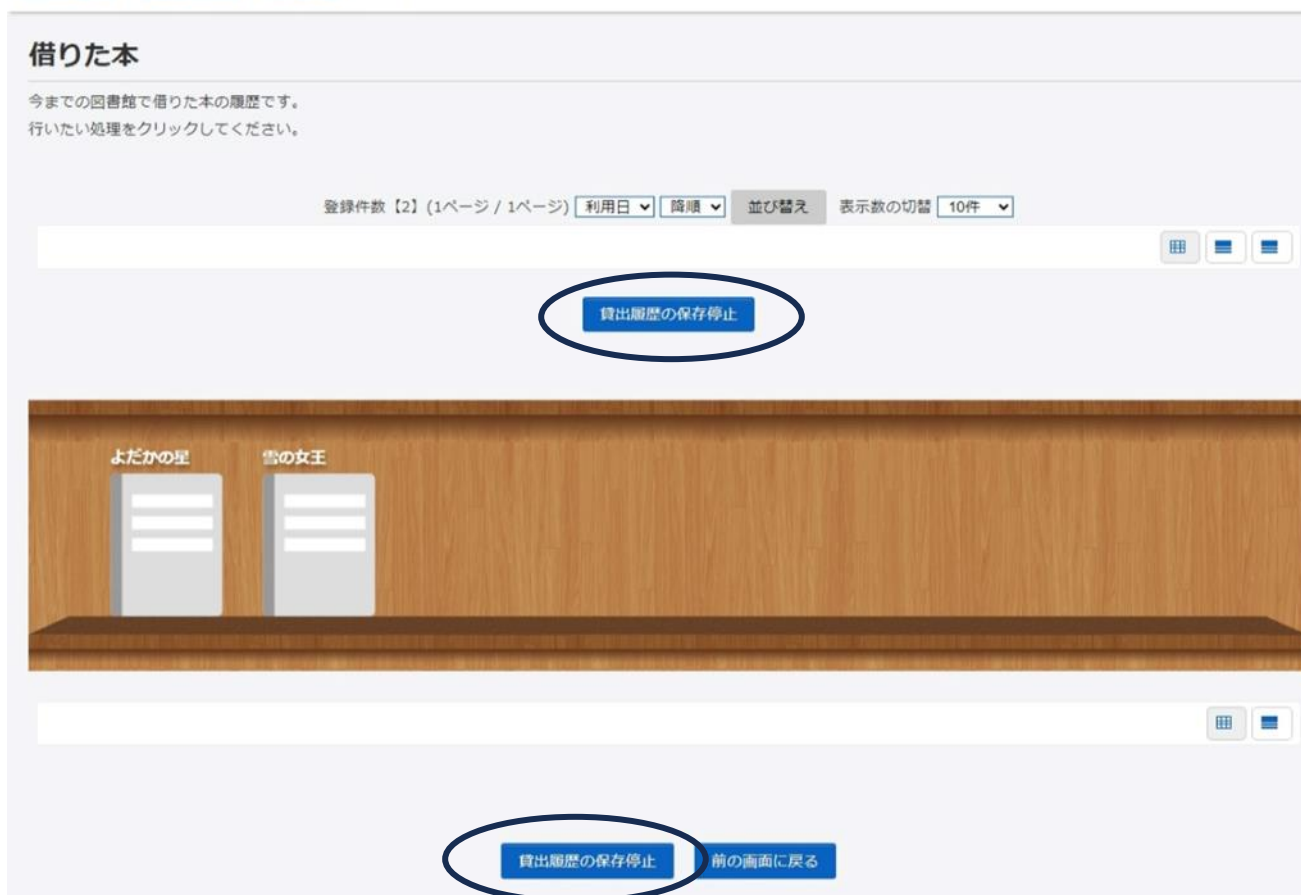 借りた本
今までの図書館で借りた本の履歴です。
行いたい処理をクリックしてください。
登録件数【2】(1ページ / 1ページ) 利用日 降順 並び替え 表示数の切替 10件
貸出履歴の保存停止
よだかの星 雪の女王
貸出履歴の保存停止 前の画面に戻る